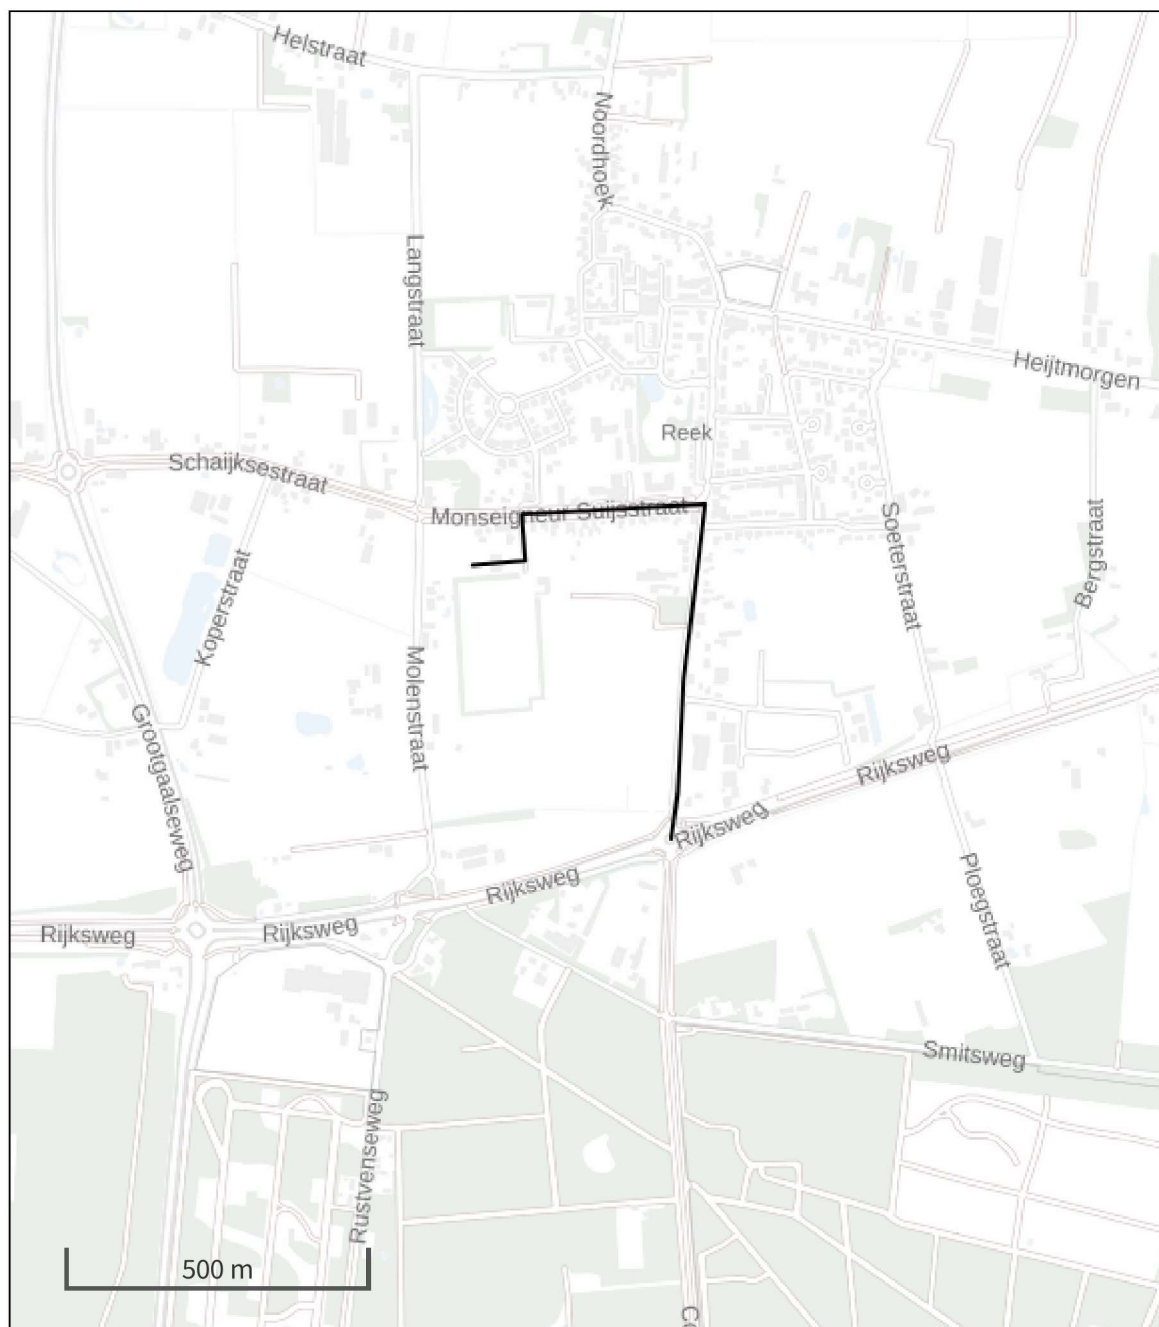 Helstraat
Noordhoek
Langstraat
Heijtmorgen
Reek
Schaijksestraat
Monseigneur Suijsstraat
Soeterstraat
Bergstraat
Koperstraat
Molenstraat
Grootgaalseweg
Rijksweg
Rijksweg
Rijksweg
Ploegstraat
Rijksweg
Rijksweg
Smitsweg
Rustvenseweg
500 m